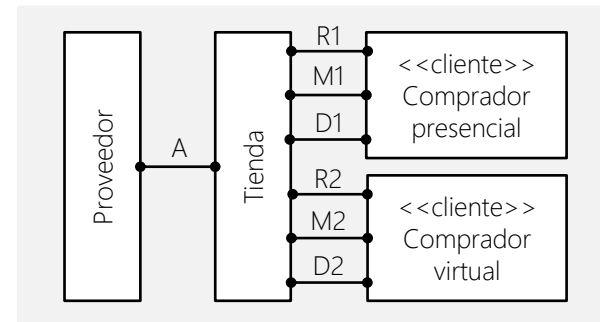 Proveedor
A
Tienda
R1
M1
D1
R2
M2
D2
<<cliente>>
Comprador
presencial
<<cliente>>
Comprador
virtual